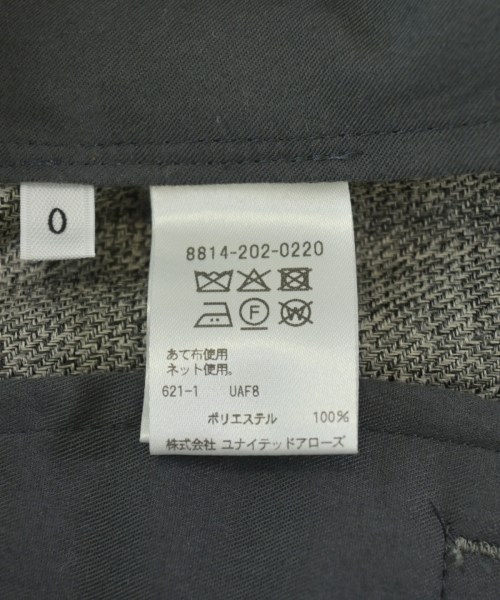 0
8814-202-0220
あて布使用
ネット使用。
621-1 UAF8
ポリエステル 100%
株式会社 ユナイテッドアローズ